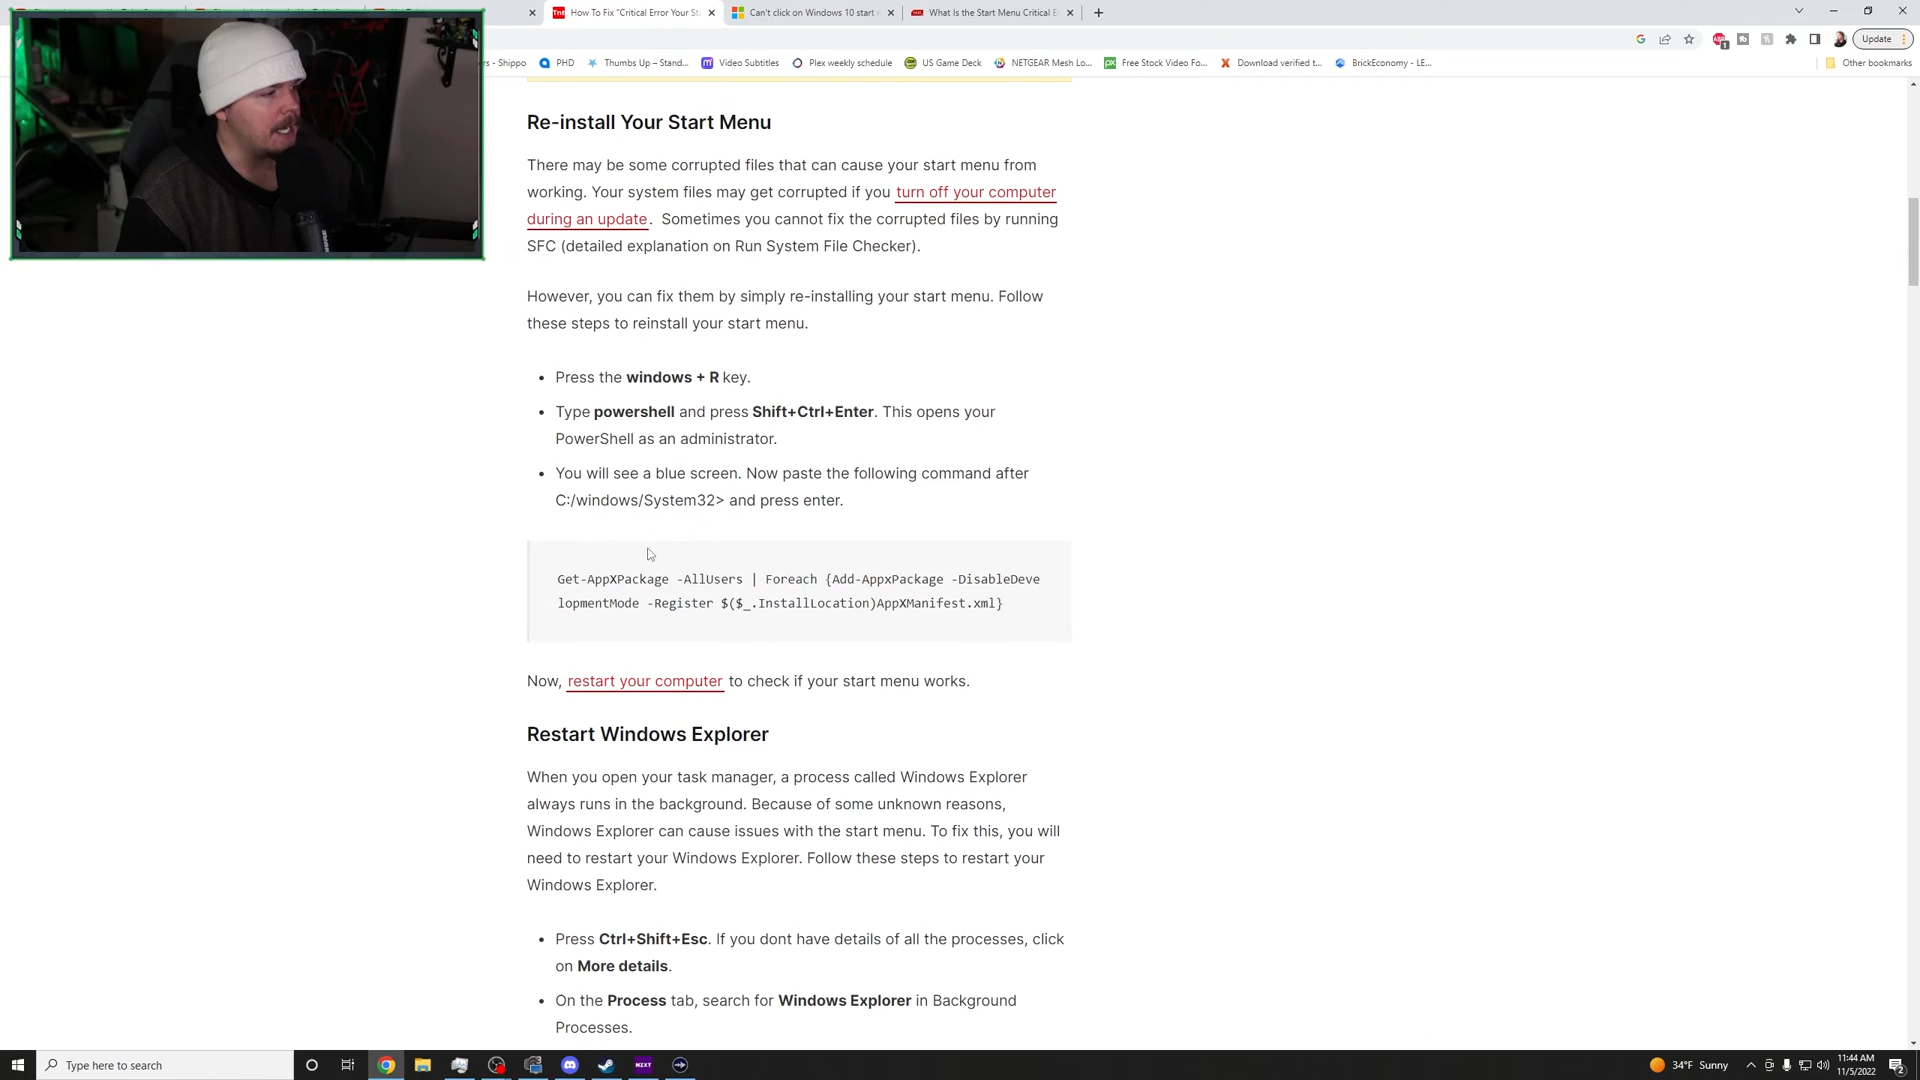 How To Fix "Critical Error Your Sta
Can't click on Windows 10 start
What Is the Start Menu Critical E
Update
rs - Shippo
PHD
Thumbs Up – Stand...
Video Subtitles
Plex weekly schedule
US Game Deck
NETGEAR Mesh Lo...
Free Stock Video Fo...
Download verified t...
BrickEconomy - LE...
Other bookmarks
Re-install Your Start Menu
There may be some corrupted files that can cause your start menu from
working. Your system files may get corrupted if you turn off your computer
during an update. Sometimes you cannot fix the corrupted files by running
SFC (detailed explanation on Run System File Checker).
However, you can fix them by simply re-installing your start menu. Follow
these steps to reinstall your start menu.
• Press the windows + R key.
• Type powershell and press Shift+Ctrl+Enter. This opens your
PowerShell as an administrator.
• You will see a blue screen. Now paste the following command after
C:/windows/System32> and press enter.
Get-AppXPackage -AllUsers | Foreach {Add-AppxPackage -DisableDeve
lopmentMode -Register $($_.InstallLocation)AppXManifest.xml}
Now, restart your computer to check if your start menu works.
Restart Windows Explorer
When you open your task manager, a process called Windows Explorer
always runs in the background. Because of some unknown reasons,
Windows Explorer can cause issues with the start menu. To fix this, you will
need to restart your Windows Explorer. Follow these steps to restart your
Windows Explorer.
• Press Ctrl+Shift+Esc. If you dont have details of all the processes, click
on More details.
• On the Process tab, search for Windows Explorer in Background
Processes.
Type here to search
NZXT
34°F Sunny
11:44 AM
11/5/2022
2